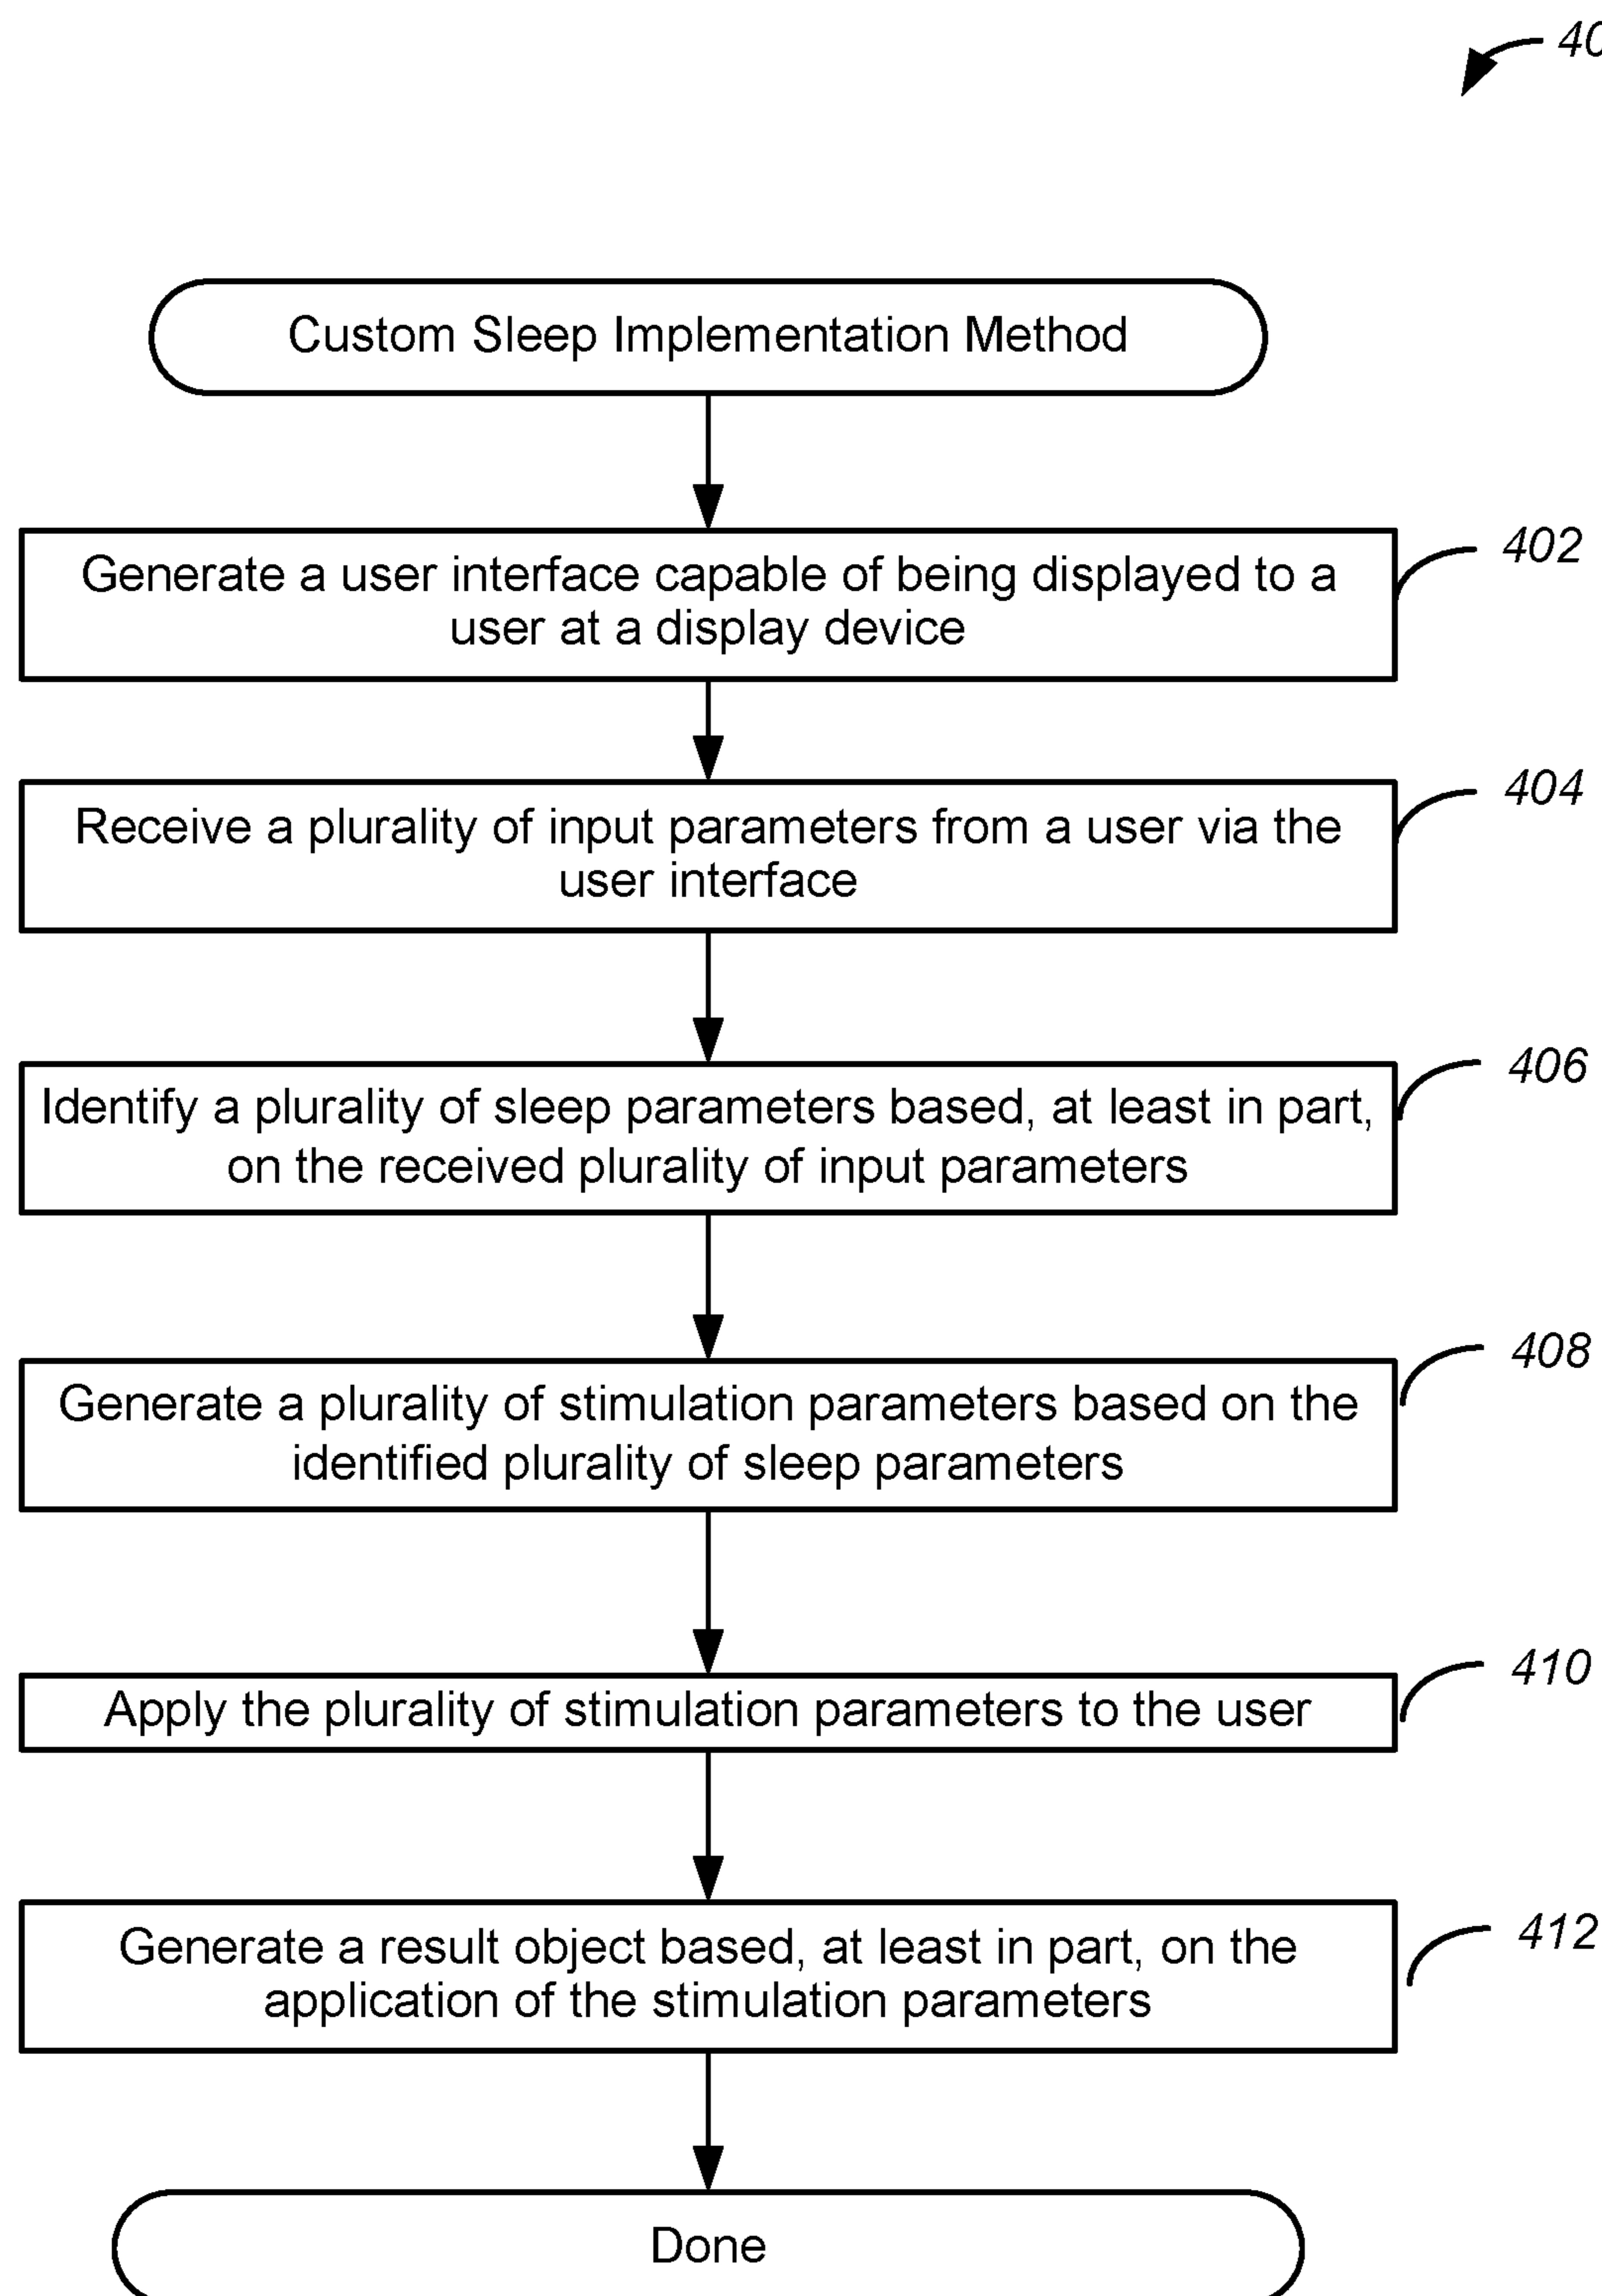 40
Custom Sleep Implementation Method
402
Generate a user interface capable of being displayed to a
user at a display device
404
Receive a plurality of input parameters from a user via the
user interface
406
Identify a plurality of sleep parameters based, at least in part,
on the received plurality of input parameters
408
Generate a plurality of stimulation parameters based on the
identified plurality of sleep parameters
410
Apply the plurality of stimulation parameters to the user
412
Generate a result object based, at least in part, on the
application of the stimulation parameters
Done